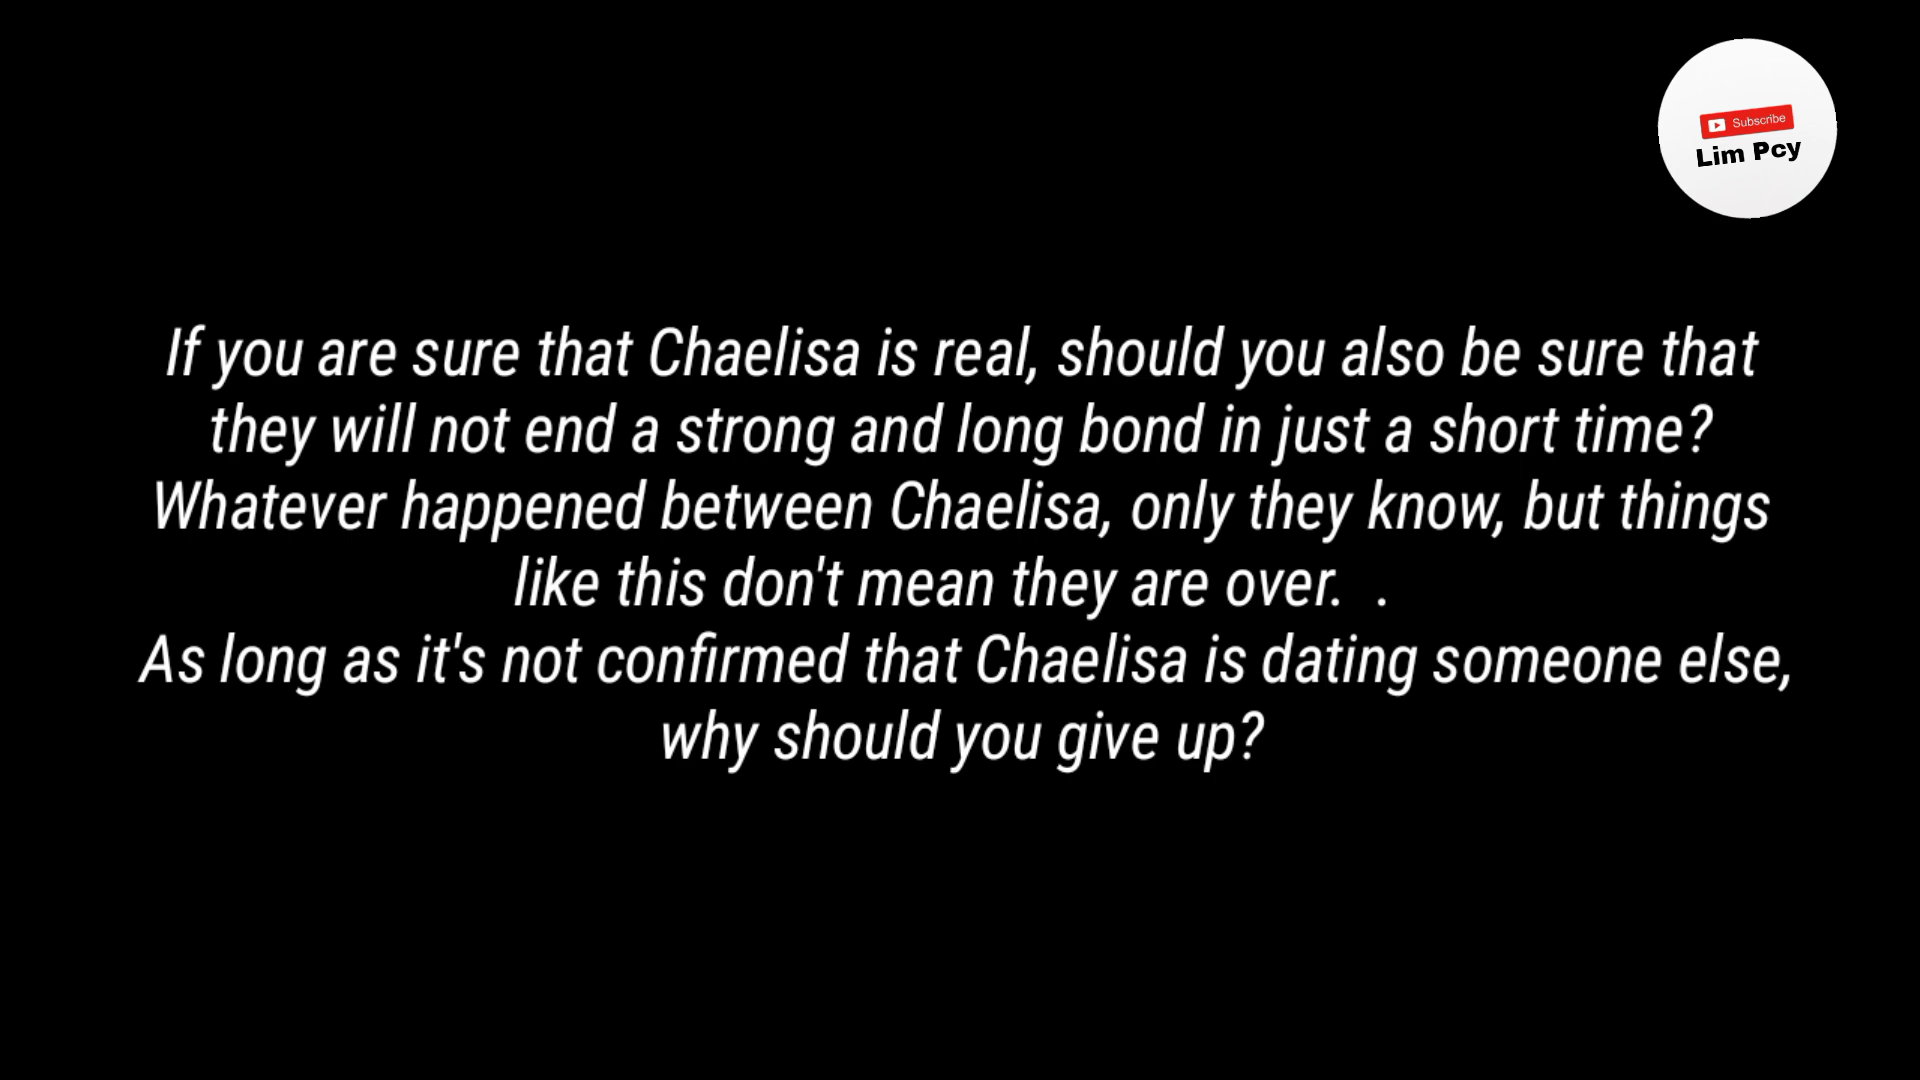 Subscribe
Lim Pcy
If you are sure that Chaelisa is real, should you also be sure that
they will not end a strong and long bond in just a short time?
Whatever happened between Chaelisa, only they know, but things
like this don't mean they are over.  .
As long as it's not confirmed that Chaelisa is dating someone else,
why should you give up?